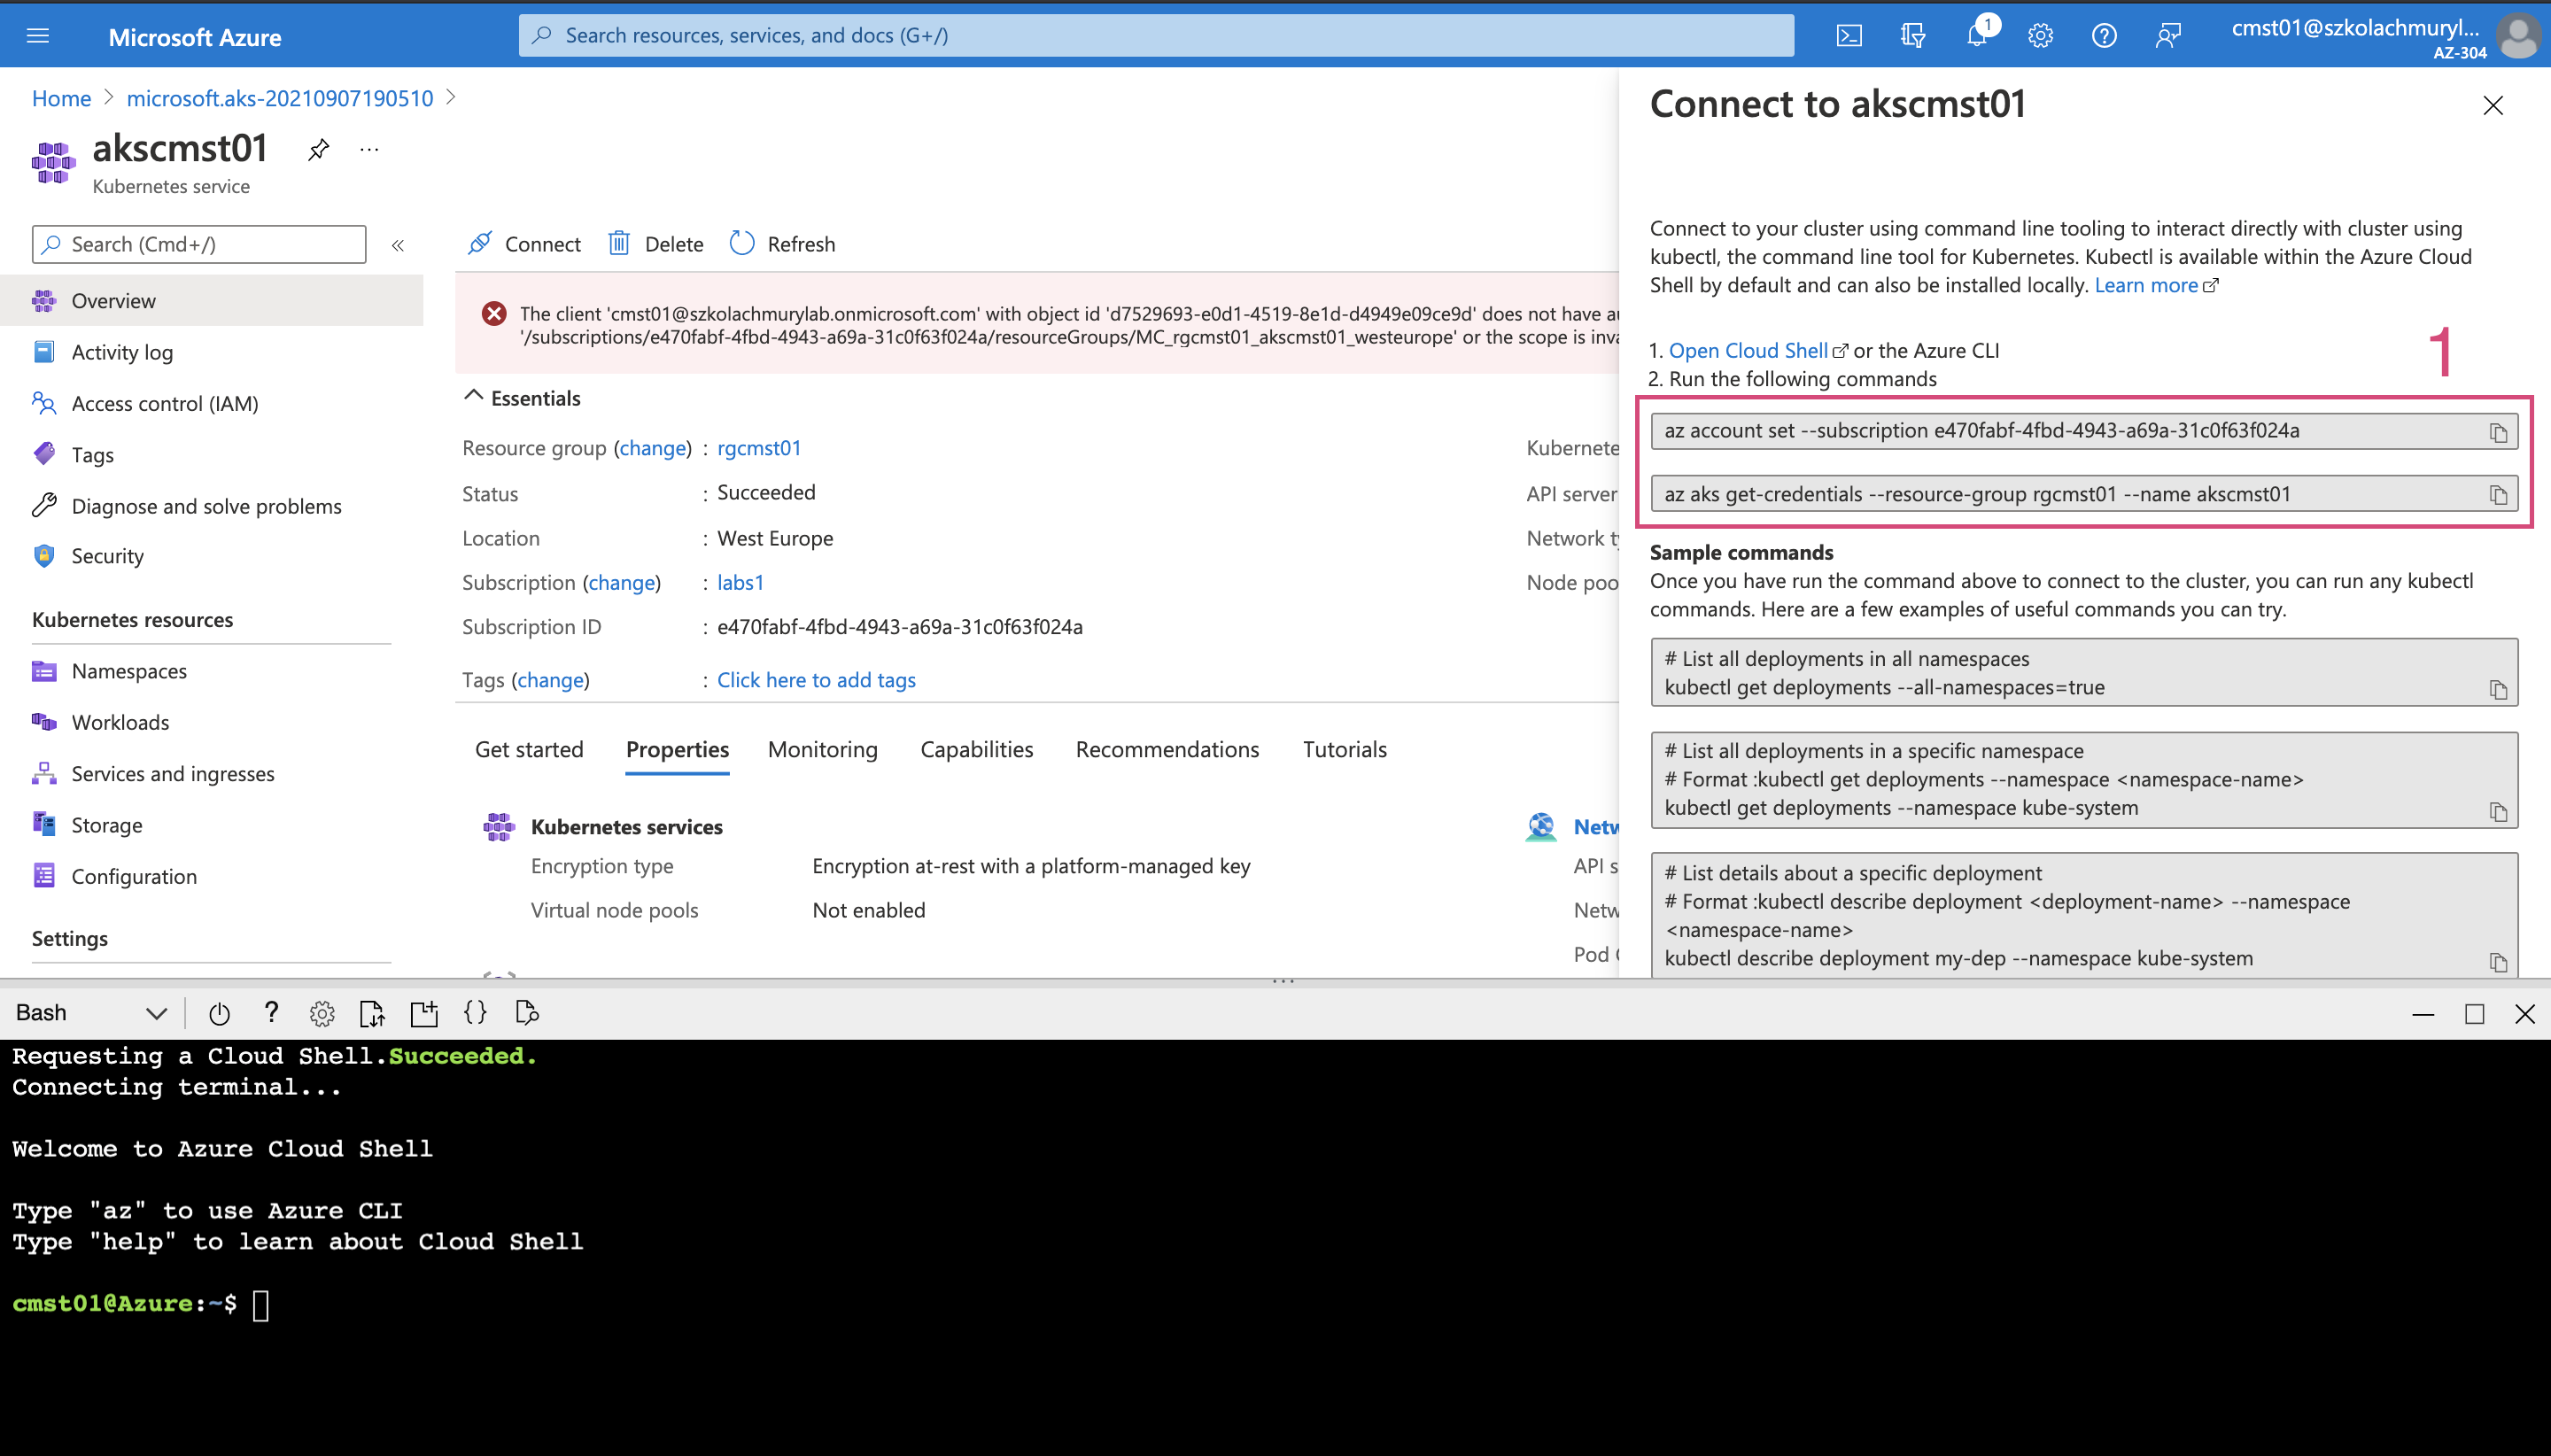 Microsoft Azure
Search resources, services, and docs (G+/)
1
cmst01@szkolachmuryl...
AZ-304
Home > microsoft.aks-20210907190510 >
akscmst01
...
Kubernetes service
Search (Cmd+/)
«
Overview
Activity log
Access control (IAM)
Tags
Diagnose and solve problems
Security
Kubernetes resources
Namespaces
Workloads
Services and ingresses
Storage
Configuration
Settings
Connect
Delete
Refresh
The client 'cmst01@szkolachmurylab.onmicrosoft.com' with object id 'd7529693-e0d1-4519-8e1d-d4949e09ce9d' does not have
'/subscriptions/e470fabf-4fbd-4943-a69a-31c0f63f024a/resourceGroups/MC_rgcmst01_akscmst01_westeurope' or the scope is inva
Essentials
Resource group (change) : rgcmst01
Status : Succeeded
Location : West Europe
Subscription (change) : labs1
Subscription ID : e470fabf-4fbd-4943-a69a-31c0f63f024a
Tags (change) : Click here to add tags
Kubernete
API server
Network ty
Node poo
Get started
Properties
Monitoring
Capabilities
Recommendations
Tutorials
Kubernetes services
Encryption type Encryption at-rest with a platform-managed key
Virtual node pools Not enabled
Netw
API s
Netw
Pod
Connect to akscmst01
Connect to your cluster using command line tooling to interact directly with cluster using
kubectl, the command line tool for Kubernetes. Kubectl is available within the Azure Cloud
Shell by default and can also be installed locally. Learn more
1. Open Cloud Shell or the Azure CLI
2. Run the following commands
1
az account set --subscription e470fabf-4fbd-4943-a69a-31c0f63f024a
az aks get-credentials --resource-group rgcmst01 --name akscmst01
Sample commands
Once you have run the command above to connect to the cluster, you can run any kubectl
commands. Here are a few examples of useful commands you can try.
# List all deployments in all namespaces
kubectl get deployments --all-namespaces=true
# List all deployments in a specific namespace
# Format :kubectl get deployments --namespace <namespace-name>
kubectl get deployments --namespace kube-system
# List details about a specific deployment
# Format :kubectl describe deployment <deployment-name> --namespace
<namespace-name>
kubectl describe deployment my-dep --namespace kube-system
Bash
?
{}
Requesting a Cloud Shell.Succeeded.
Connecting terminal...
Welcome to Azure Cloud Shell
Type "az" to use Azure CLI
Type "help" to learn about Cloud Shell
cmst01@Azure:~$